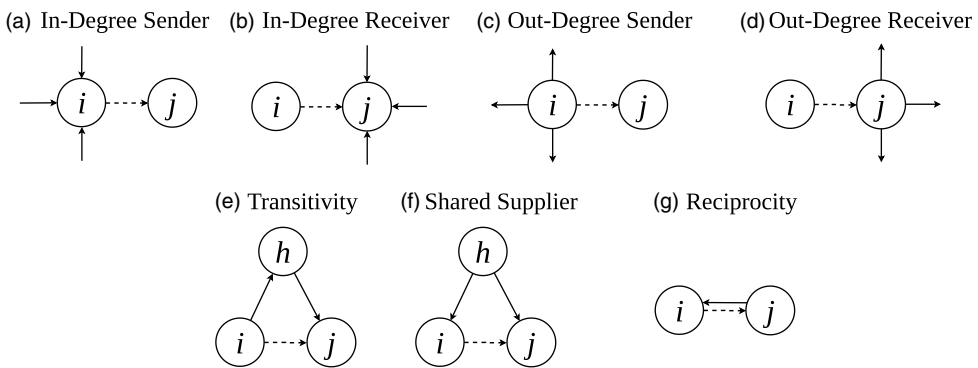 (a) In-Degree Sender
(b) In-Degree Receiver
(c) Out-Degree Sender
(d) Out-Degree Receiver
i
j
i
j
i
j
i
j
(e) Transitivity
(f) Shared Supplier
(g) Reciprocity
h
h
i
j
i
j
i
j